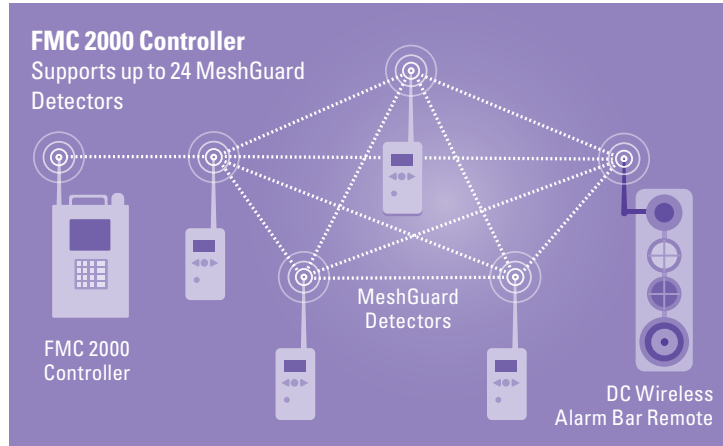 FMC 2000 Controller
Supports up to 24 MeshGuard
Detectors
MeshGuard
Detectors
FMC 2000
Controller
DC Wireless
Alarm Bar Remote